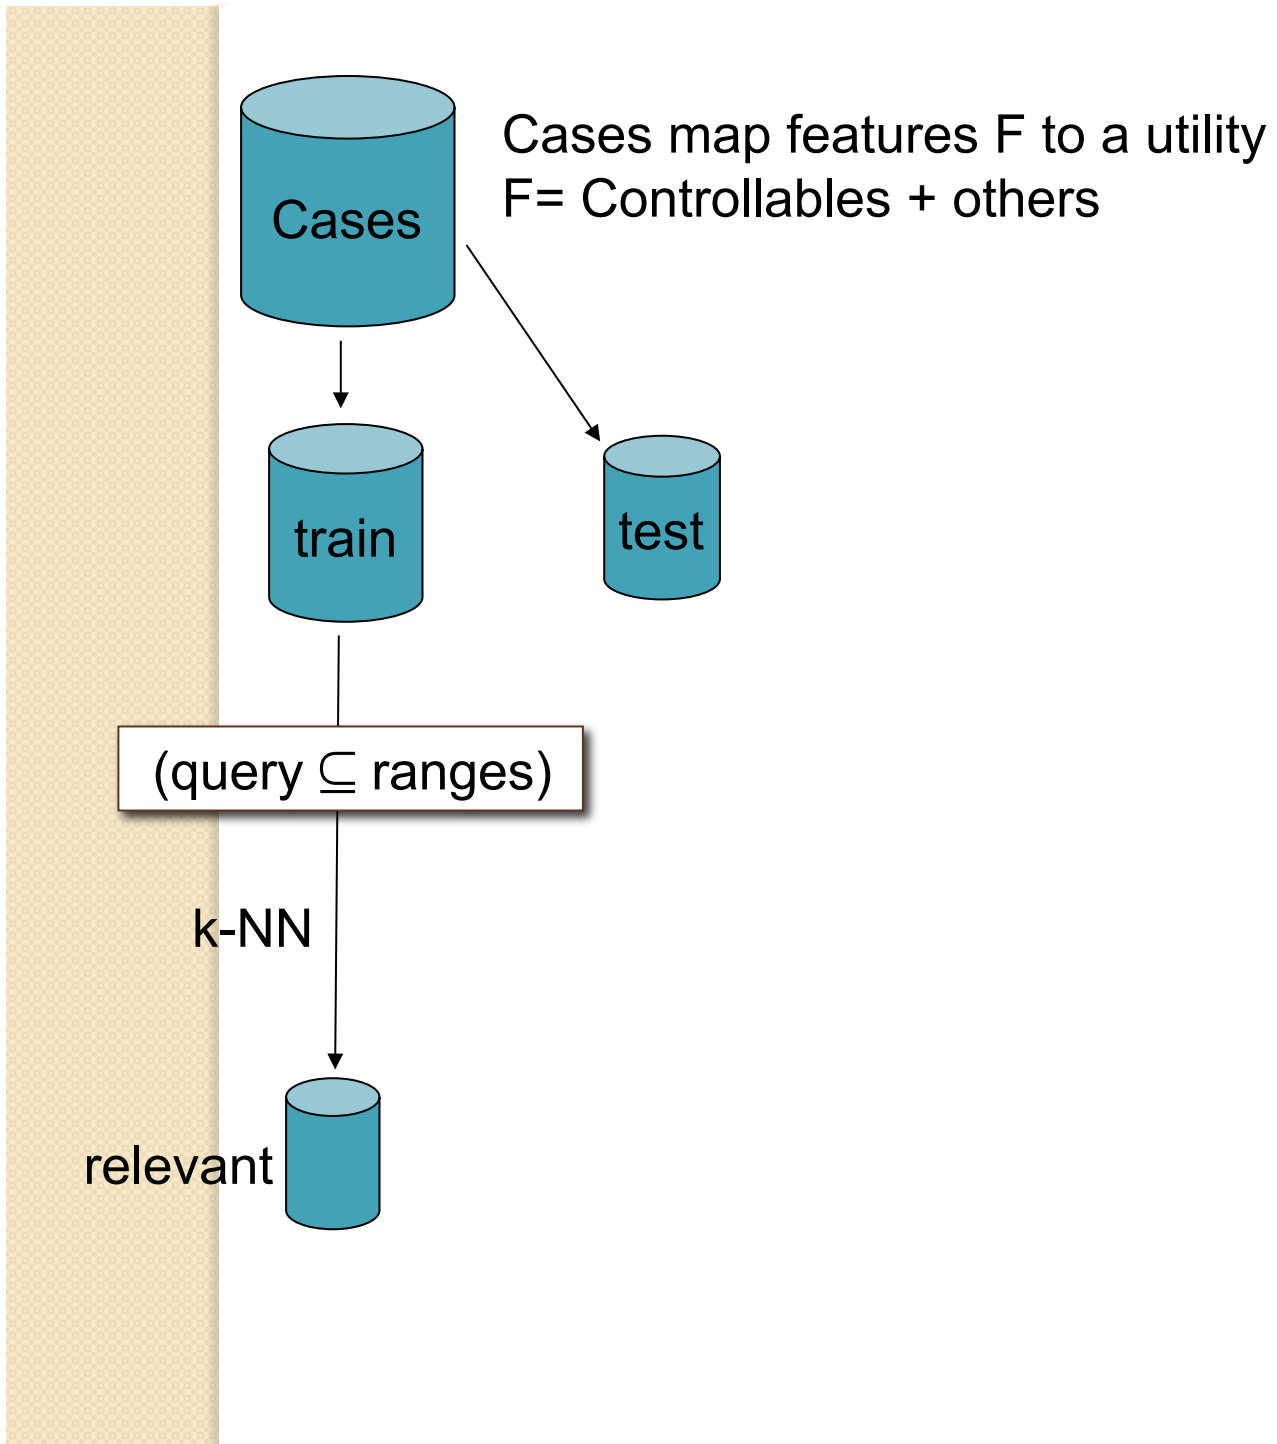 Cases map features F to a utility
F= Controllables + others
Cases
train
test
(query ⊆ ranges)
k-NN
relevant